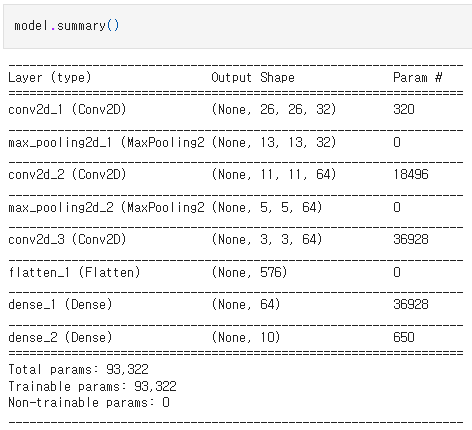 model.summary()
Layer (type) Output Shape Param #
conv2d_1 (Conv2D) (None, 26, 26, 32) 320
max_pooling2d_1 (MaxPooling2 (None, 13, 13, 32) 0
conv2d_2 (Conv2D) (None, 11, 11, 64) 18496
max_pooling2d_2 (MaxPooling2 (None, 5, 5, 64) 0
conv2d_3 (Conv2D) (None, 3, 3, 64) 36928
flatten_1 (Flatten) (None, 576) 0
dense_1 (Dense) (None, 64) 36928
dense_2 (Dense) (None, 10) 650
Total params: 93,322
Trainable params: 93,322
Non-trainable params: 0